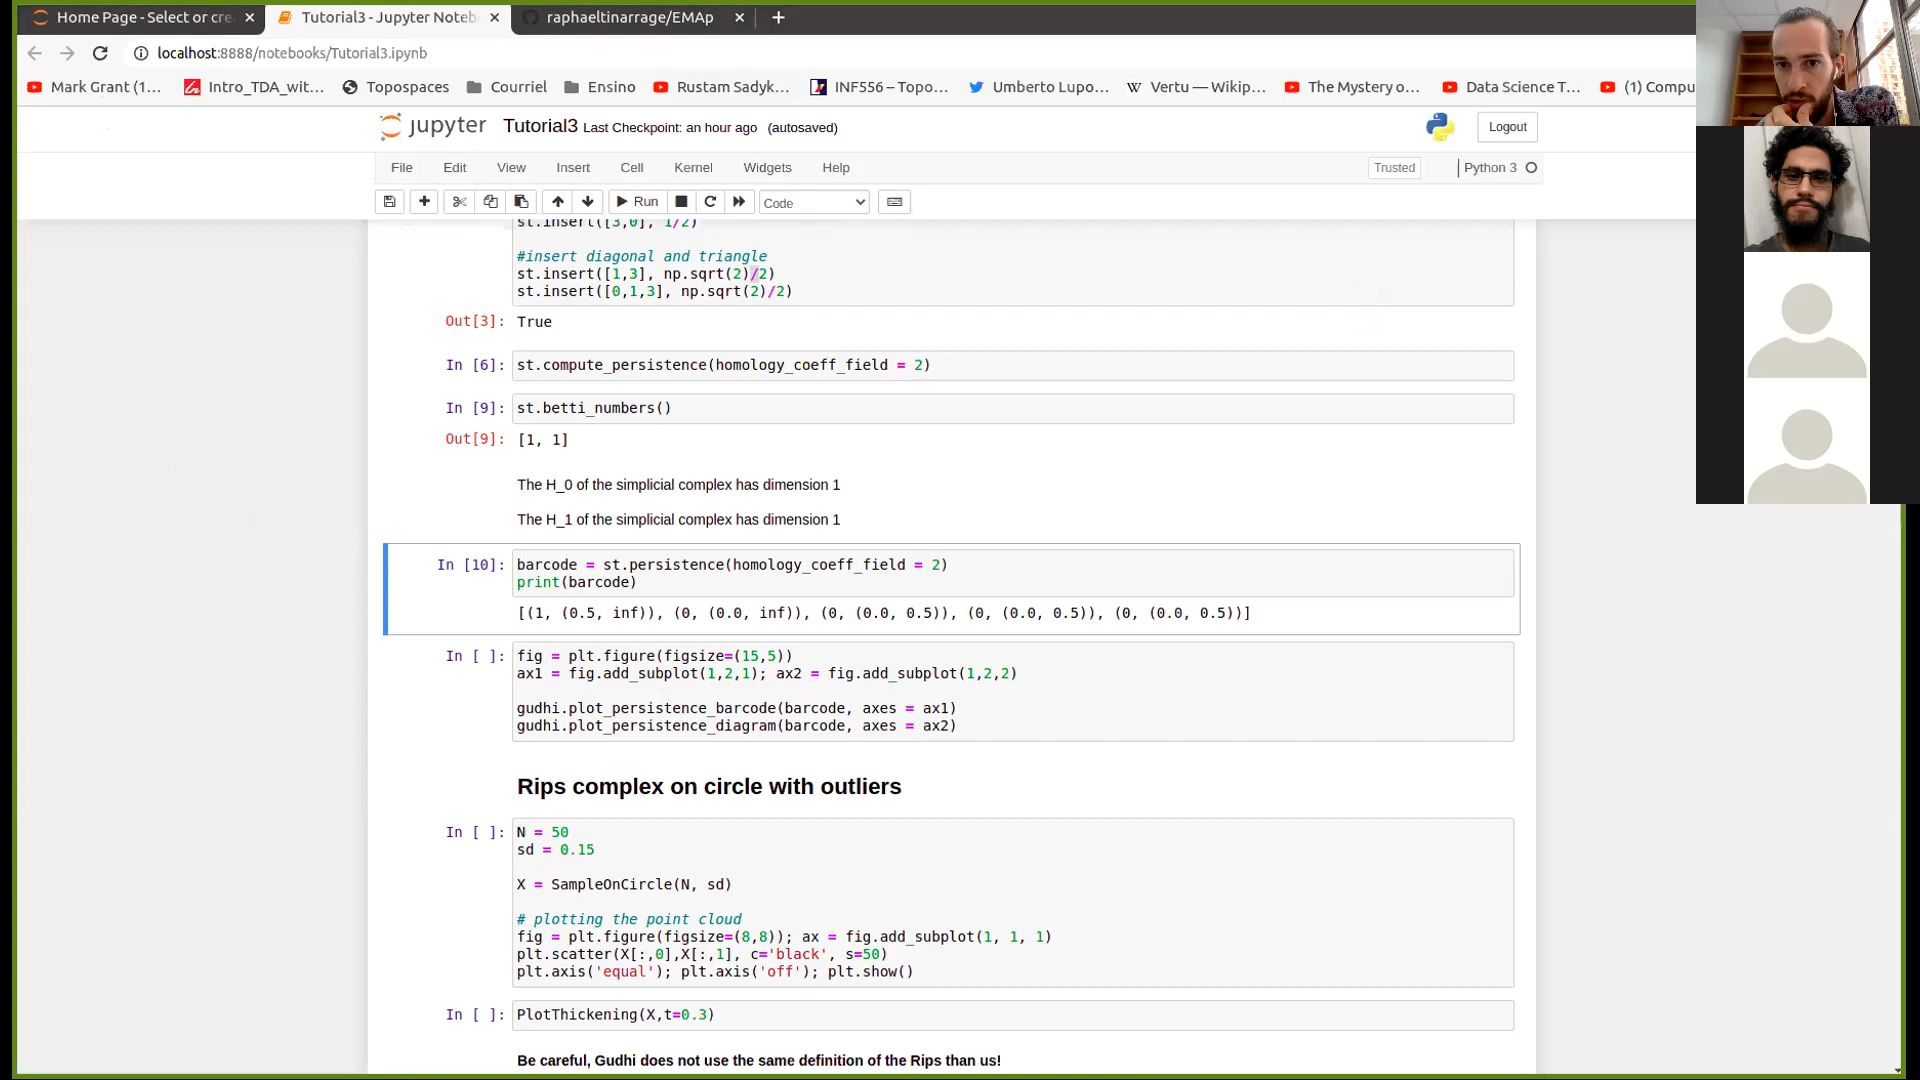 Home Page - Select or cre
Tutorial3 - Jupyter Noteb
raphaeltinarrage/EMAp
localhost:8888/notebooks/Tutorial3.ipynb
Mark Grant (1...
Intro_TDA_wit...
Topospaces
Courriel
Ensino
Rustam Sadyk...
INF556 – Topo...
Umberto Lupo...
Vertu — Wikip...
The Mystery o...
Data Science T...
(1) Compu
jupyter Tutorial3 Last Checkpoint: an hour ago (autosaved)
Logout
File Edit View Insert Cell Kernel Widgets Help
Trusted
Python 3
Run
Code
st.insert([3,0], 1/2)
#insert diagonal and triangle
st.insert([1,3], np.sqrt(2)/2)
st.insert([0,1,3], np.sqrt(2)/2)
Out[3]: True
In [6]: st.compute_persistence(homology_coeff_field = 2)
In [9]: st.betti_numbers()
Out[9]: [1, 1]
The H_0 of the simplicial complex has dimension 1
The H_1 of the simplicial complex has dimension 1
In [10]: barcode = st.persistence(homology_coeff_field = 2)
print(barcode)
[(1, (0.5, inf)), (0, (0.0, inf)), (0, (0.0, 0.5)), (0, (0.0, 0.5)), (0, (0.0, 0.5))]
In [ ]: fig = plt.figure(figsize=(15,5))
ax1 = fig.add_subplot(1,2,1); ax2 = fig.add_subplot(1,2,2)
gudhi.plot_persistence_barcode(barcode, axes = ax1)
gudhi.plot_persistence_diagram(barcode, axes = ax2)
Rips complex on circle with outliers
In [ ]: N = 50
sd = 0.15
X = SampleOnCircle(N, sd)
# plotting the point cloud
fig = plt.figure(figsize=(8,8)); ax = fig.add_subplot(1, 1, 1)
plt.scatter(X[:,0],X[:,1], c='black', s=50)
plt.axis('equal'); plt.axis('off'); plt.show()
In [ ]: PlotThickening(X,t=0.3)
Be careful, Gudhi does not use the same definition of the Rips than us!